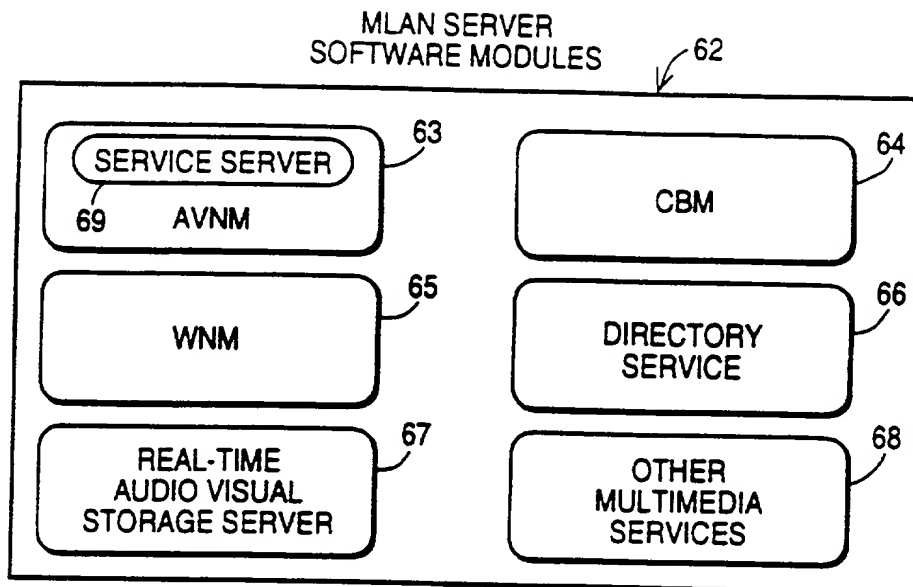 MLAN SERVER
SOFTWARE MODULES
62
SERVICE SERVER
63
69
AVNM
CBM
64
WNM
65
DIRECTORY
SERVICE
66
REAL-TIME
AUDIO VISUAL
STORAGE SERVER
67
OTHER
MULTIMEDIA
SERVICES
68